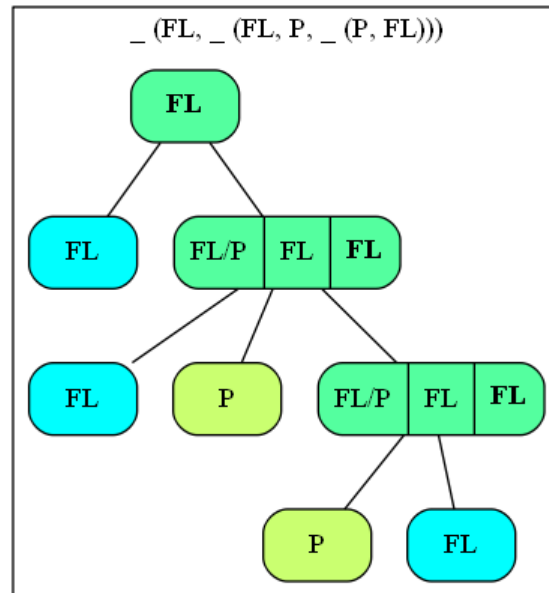 _ (FL, _ (FL, P, _ (P, FL)))
FL
FL FL/P FL FL
FL P FL/P FL FL
P FL